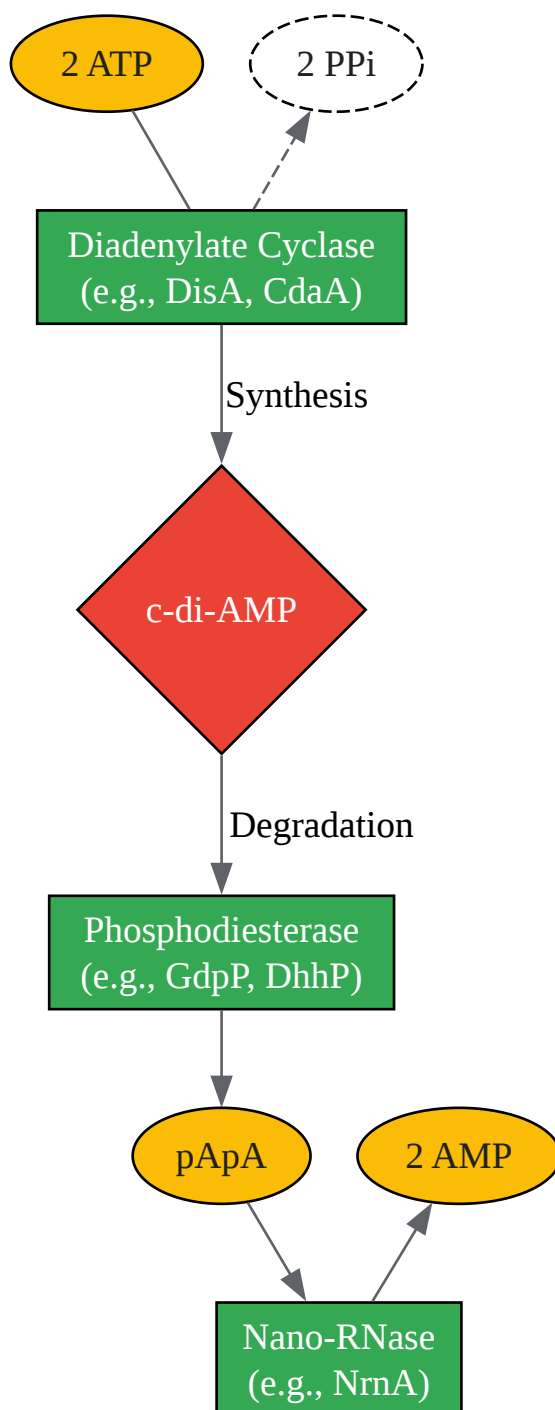 2 ATP
2 PPi
Diadenylate Cyclase
(e.g., DisA, CdaA)
Synthesis
c-di-AMP
Degradation
Phosphodiesterase
(e.g., GdpP, DhhP)
pApA
2 AMP
Nano-RNase
(e.g., NrnA)